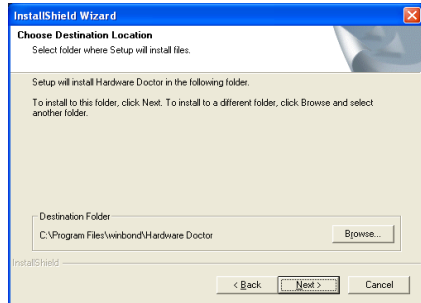 InstallShield Wizard
Choose Destination Location
Select folder where Setup will install files.
Setup will install Hardware Doctor in the following folder.
To install to this folder, click Next. To install to a different folder, click Browse and select
another folder.
Destination Folder
C:\Program Files\winbond\Hardware Doctor
Browse...
InstallShield
< Back
Next >
Cancel